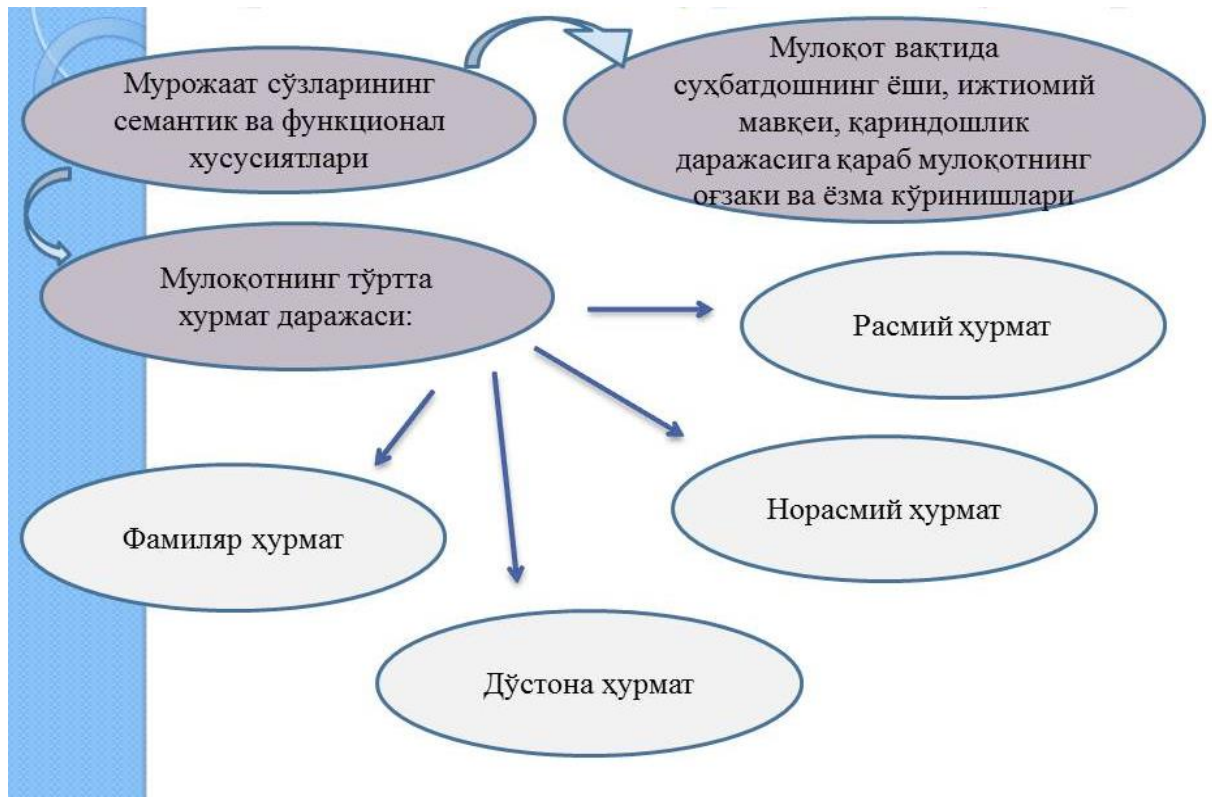 Мурожаат сўзларининг
семантик ва функционал
хусусиятлари
Мулоқот вақтида
суҳбатдошнинг ёши, ижтиомий
мавқеи, қариндошлик
даражасига қараб мулоқотнинг
оғзаки ва ёзма кўринишлари
Мулоқотнинг тўртта
хурмат даражаси:
Расмий ҳурмат
Норасмий ҳурмат
Фамиляр ҳурмат
Дўстона ҳурмат